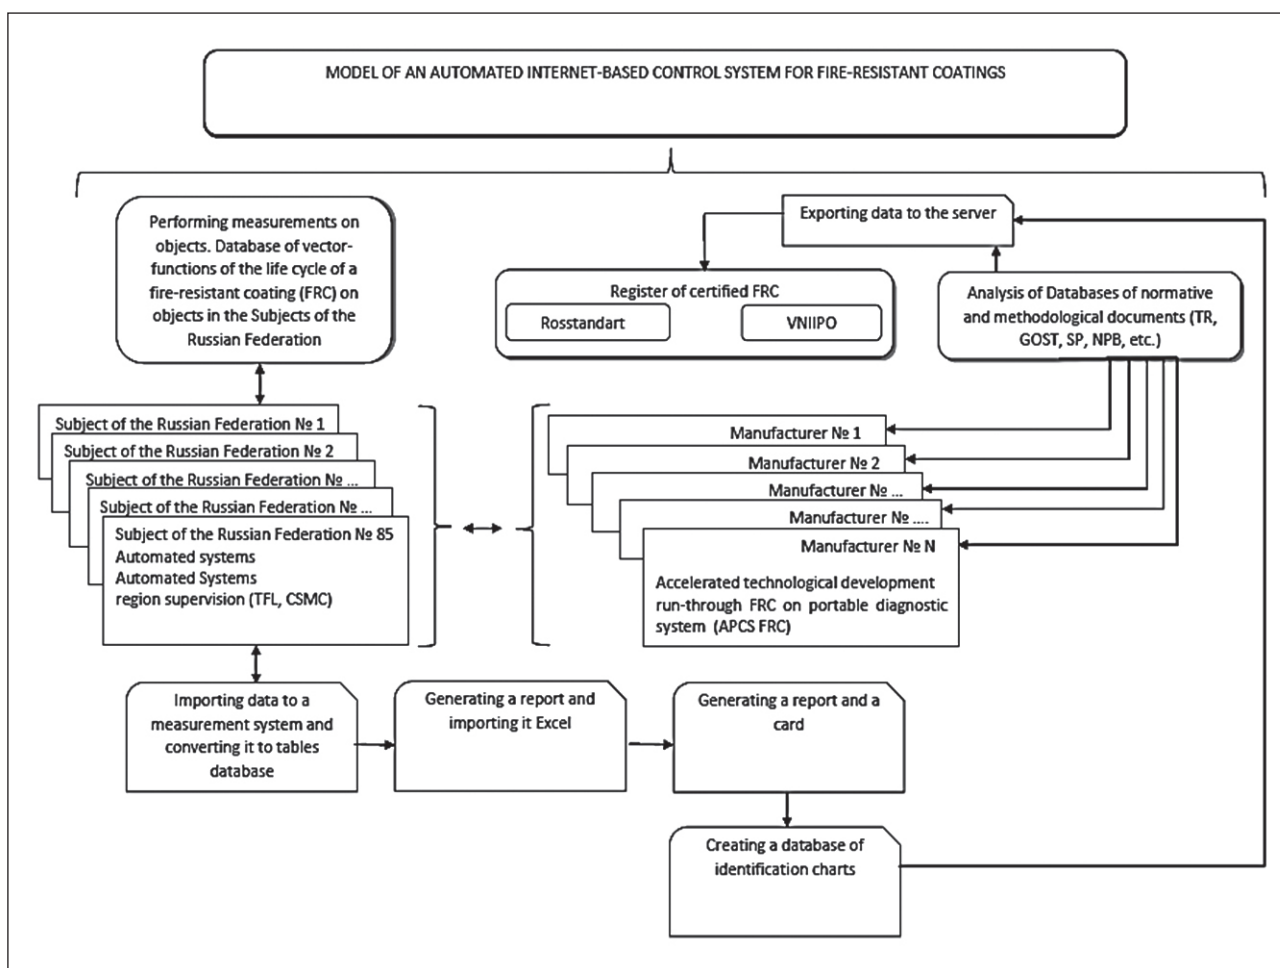 MODEL OF AN AUTOMATED INTERNET-BASED CONTROL SYSTEM FOR FIRE-RESISTANT COATINGS
Performing measurements on
objects. Database of vector-
functions of the life cycle of a
fire-resistant coating (FRC) on
objects in the Subjects of the
Russian Federation
Exporting data to the server
Register of certified FRC
Rosstandart
VNIIPO
Analysis of Databases of normative
and methodological documents (TR,
GOST, SP, NPB, etc.)
Subject of the Russian Federation № 1
Subject of the Russian Federation № 2
Subject of the Russian Federation № ...
Subject of the Russian Federation № ...
Subject of the Russian Federation № 85
Automated systems
Automated Systems
region supervision (TFL, CSMC)
Manufacturer № 1
Manufacturer № 2
Manufacturer № ...
Manufacturer № ....
Manufacturer № N
Accelerated technological development
run-through FRC on portable diagnostic
system (APCS FRC)
Importing data to a
measurement system and
converting it to tables
database
Generating a report and
importing it Excel
Generating a report and a
card
Creating a database of
identification charts